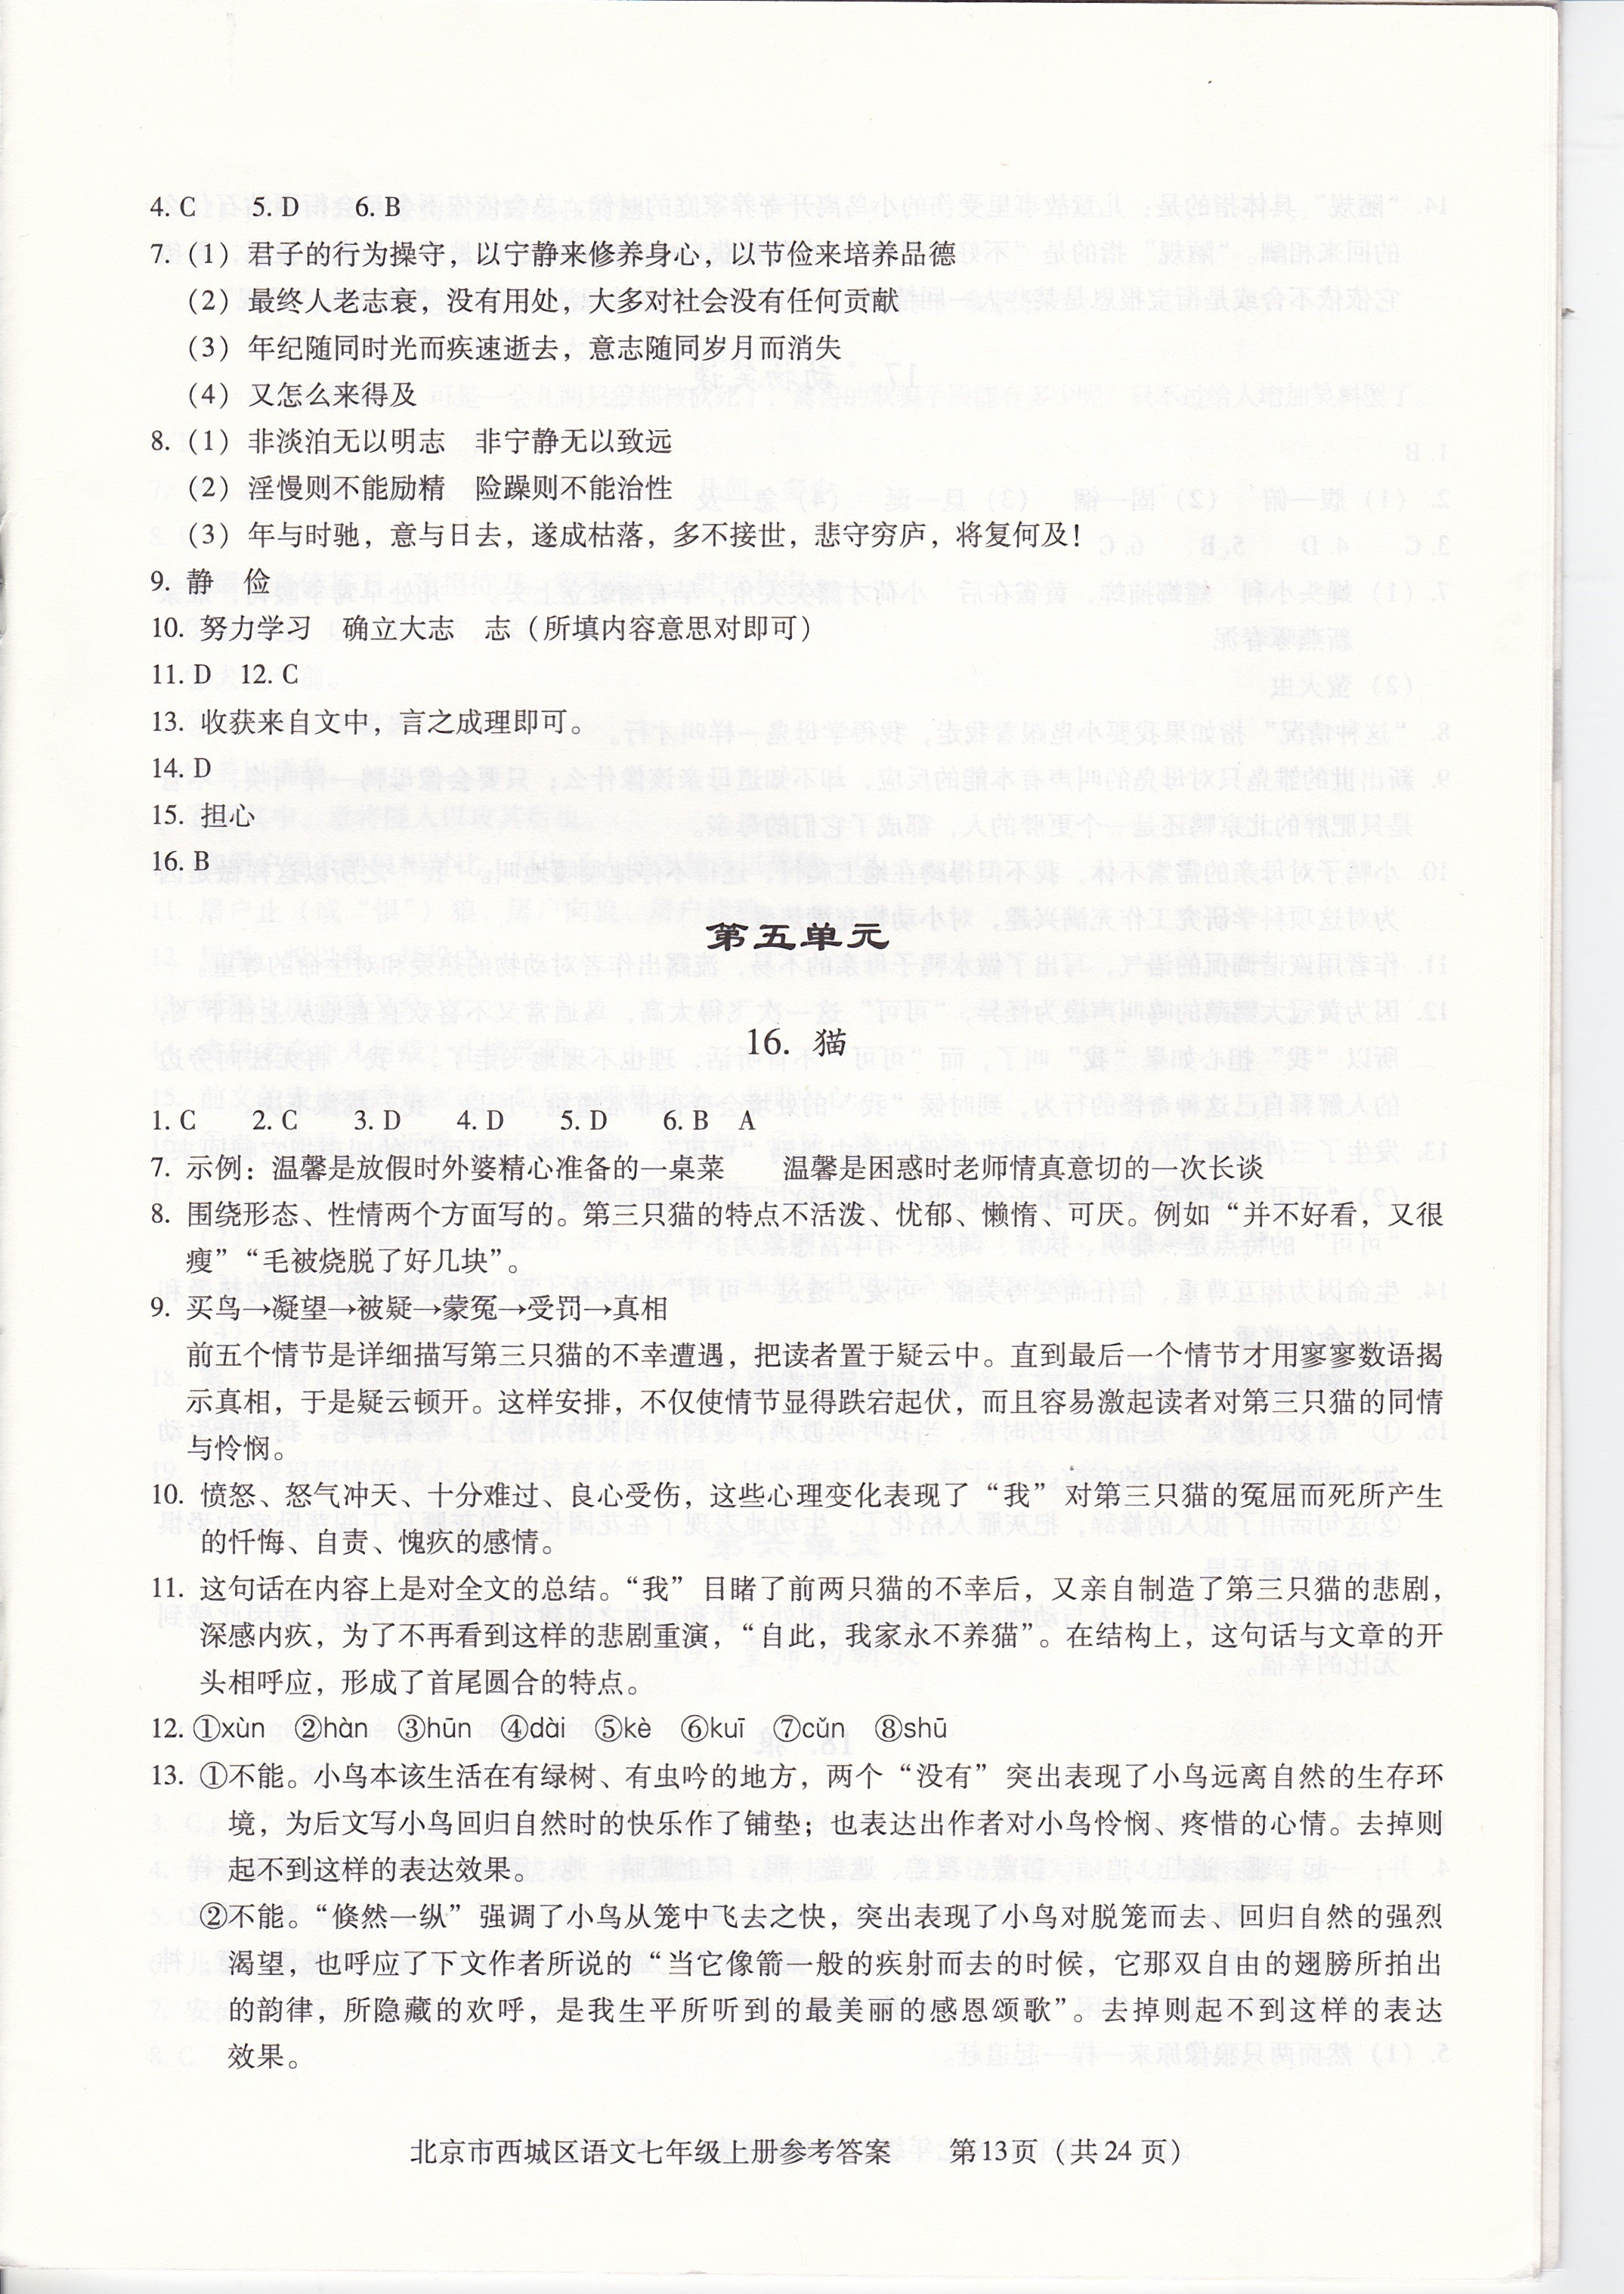 4. C  5. D  6. B
7. （1）君子的行为操守，以宁静来修养身心，以节俭来培养品德
（2）最终人老志衰，没有用处，大多对社会没有任何贡献
（3）年纪随同时光而疾速逝去，意志随同岁月而消失
（4）又怎么来得及
8. （1）非淡泊无以明志 非宁静无以致远
（2）淫慢则不能励精 险躁则不能治性
（3）年与时驰，意与日去，遂成枯落，多不接世，悲守穷庐，将复何及！
9. 静 俭
10. 努力学习 确立大志 志（所填内容意思对即可）
11. D 12. C
13. 收获来自文中，言之成理即可。
14. D
15. 担心
16. B
第五单元
16. 猫
1. C  2. C  3. D  4. D  5. D  6. B A
7. 示例：温馨是放假时外婆精心准备的一桌菜  温馨是困惑时老师情真意切的一次长谈
8. 围绕形态、性情两个方面写的。第三只猫的特点不活泼、忧郁、懒惰、可厌。例如“并不好看，又很
瘦”“毛被烧脱了好几块”。
9. 买鸟→凝望→被疑→蒙冤→受罚→真相
前五个情节是详细描写第三只猫的不幸遭遇，把读者置于疑云中。直到最后一个情节才用寥寥数语揭
示真相，于是疑云顿开。这样安排，不仅使情节显得跌宕起伏，而且容易激起读者对第三只猫的同情
与怜悯。
10. 愤怒、怒气冲天、十分难过、良心受伤，这些心理变化表现了“我”对第三只猫的冤屈而死所产生
的忏悔、自责、愧疚的感情。
11. 这句话在内容上是对全文的总结。“我”目睹了前两只猫的不幸后，又亲自制造了第三只猫的悲剧，
深感内疚，为了不再看到这样的悲剧重演，“自此，我家永不养猫”。在结构上，这句话与文章的开
头相呼应，形成了首尾圆合的特点。
12. ①xùn ②hàn ③hūn ④dài ⑤kè ⑥kuī ⑦cǔn ⑧shū
13. ①不能。小鸟本该生活在有绿树、有虫吟的地方，两个“没有”突出表现了小鸟远离自然的生存环
境，为后文写小鸟回归自然时的快乐作了铺垫；也表达出作者对小鸟怜悯、疼惜的心情。去掉则
起不到这样的表达效果。
②不能。“倏然一纵”强调了小鸟从笼中飞去之快，突出表现了小鸟对脱笼而去、回归自然的强烈
渴望，也呼应了下文作者所说的“当它像箭一般的疾射而去的时候，它那双自由的翅膀所拍出
的韵律，所隐藏的欢呼，是我生平所听到的最美丽的感恩颂歌”。去掉则起不到这样的表达
效果。
北京市西城区语文七年级上册参考答案  第13页（共24页）